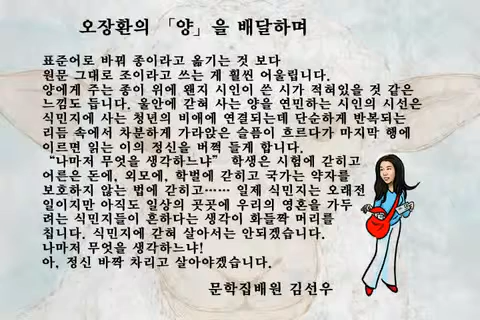 오장환의 「양」을 배달하며
표준어로 바꿔 종이라고 옮기는 것 보다
원문 그대로 조이라고 쓰는 게 훨씬 어울립니다.
양에게 주는 종이 위에 왠지 시인이 쓴 시가 적혀있을 것 같은
느낌도 듭니다. 울안에 갇혀 사는 양을 연민하는 시인의 시선은
식민지에 사는 청년의 비애에 연결되는데 단순하게 반복되는
리듬 속에서 차분하게 가라앉은 슬픔이 흐르다가 마지막 행에
이르면 읽는 이의 정신을 버쩍 들게 합니다.
“나마저 무엇을 생각하느냐” 학생은 시험에 갇히고
어른은 돈에, 외모에, 학벌에 갇히고 국가는 약자를
보호하지 않는 법에 갇히고…… 일제 식민지는 오래전
일이지만 아직도 일상의 곳곳에 우리의 영혼을 가두
려는 식민지들이 흔하다는 생각이 화들짝 머리를
칩니다. 식민지에 갇혀 살아서는 안되겠습니다.
나마저 무엇을 생각하느냐!
아, 정신 바짝 차리고 살아야겠습니다.
문학집배원 김선우